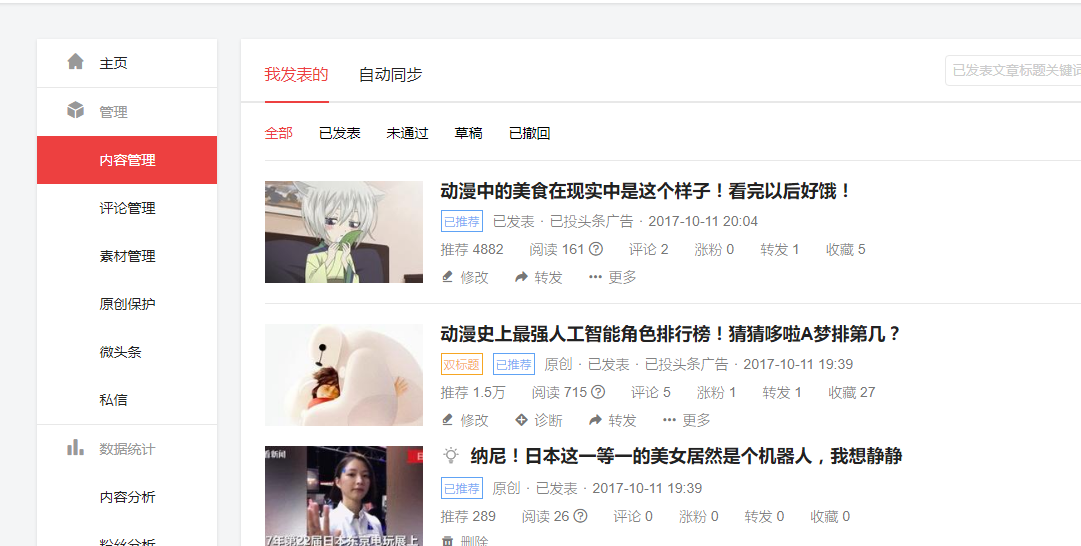 主页
管理
内容管理
评论管理
素材管理
原创保护
微头条
私信
数据统计
内容分析
粉丝分析
我发表的 自动同步
已发表文章标题关键词
全部 已发表 未通过 草稿 已撤回
动漫中的美食在现实中是这个样子！看完以后好饿！
已推荐 已发表 · 已投头条广告 · 2017-10-11 20:04
推荐 4882 阅读 161 ? 评论 2 涨粉 0 转发 1 收藏 5
修改 转发 更多
动漫史上最强人工智能角色排行榜！猜猜哆啦A梦排第几？
双标题 已推荐 原创 · 已发表 · 已投头条广告 · 2017-10-11 19:39
推荐 1.5万 阅读 715 ? 评论 5 涨粉 1 转发 1 收藏 27
修改 诊断 转发 更多
看新闻
7年第22届日本东京电玩展上
纳尼！日本这一等一的美女居然是个机器人，我想静静
已推荐 原创 · 已发表 · 2017-10-11 19:39
推荐 289 阅读 26 ? 评论 0 涨粉 0 转发 0 收藏 0
删除